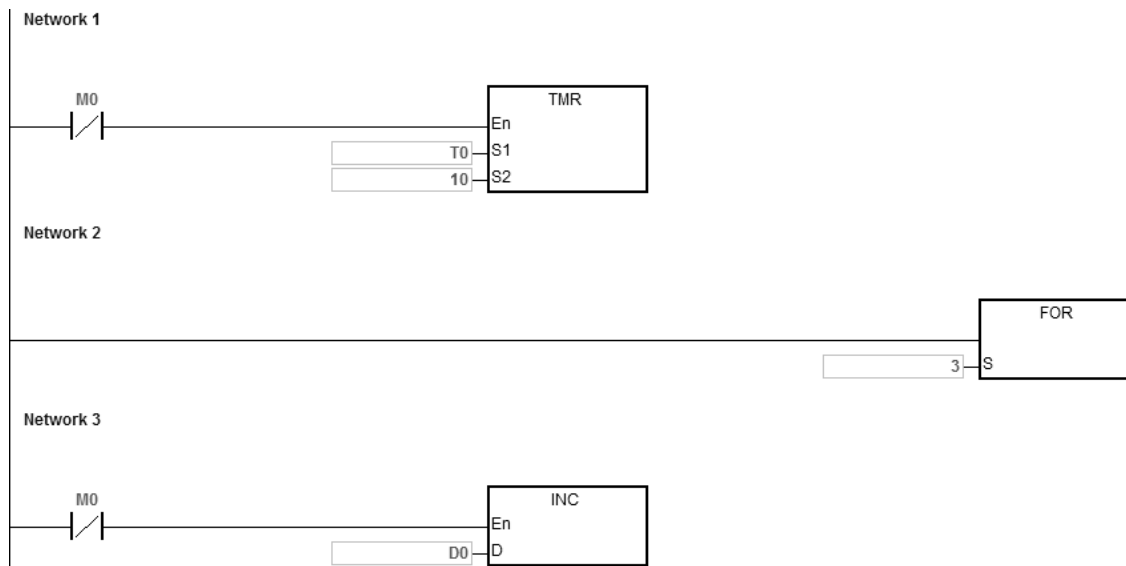 Network 1
M0
TMR
En
T0 S1
10 S2
Network 2
FOR
3 S
Network 3
M0
INC
En
D0 D